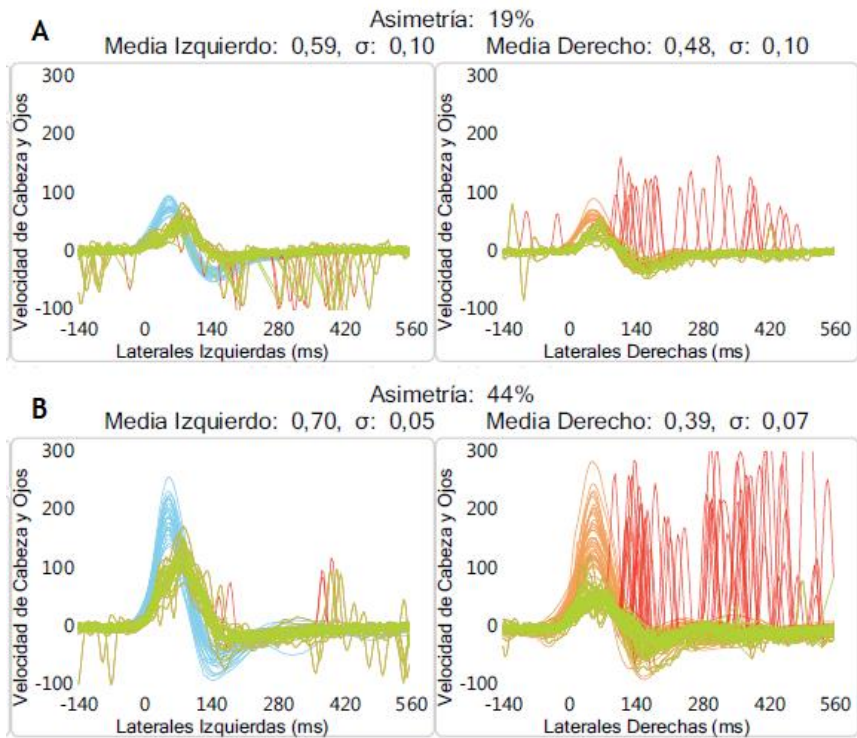 A
Asimetría: 19%
Media Izquierdo: 0,59, σ: 0,10
Media Derecho: 0,48, σ: 0,10
Velocidad de Cabeza y Ojos
300
200
100
0
-100
-140 0 140 280 420 560
Laterales Izquierdas (ms)
Velocidad de Cabeza y Ojos
300
200
100
0
-100
-140 0 140 280 420 560
Laterales Derechas (ms)
B
Asimetría: 44%
Media Izquierdo: 0,70, σ: 0,05
Media Derecho: 0,39, σ: 0,07
Velocidad de Cabeza y Ojos
300
200
100
0
-100
-140 0 140 280 420 560
Laterales Izquierdas (ms)
Velocidad de Cabeza y Ojos
300
200
100
0
-100
-140 0 140 280 420 560
Laterales Derechas (ms)